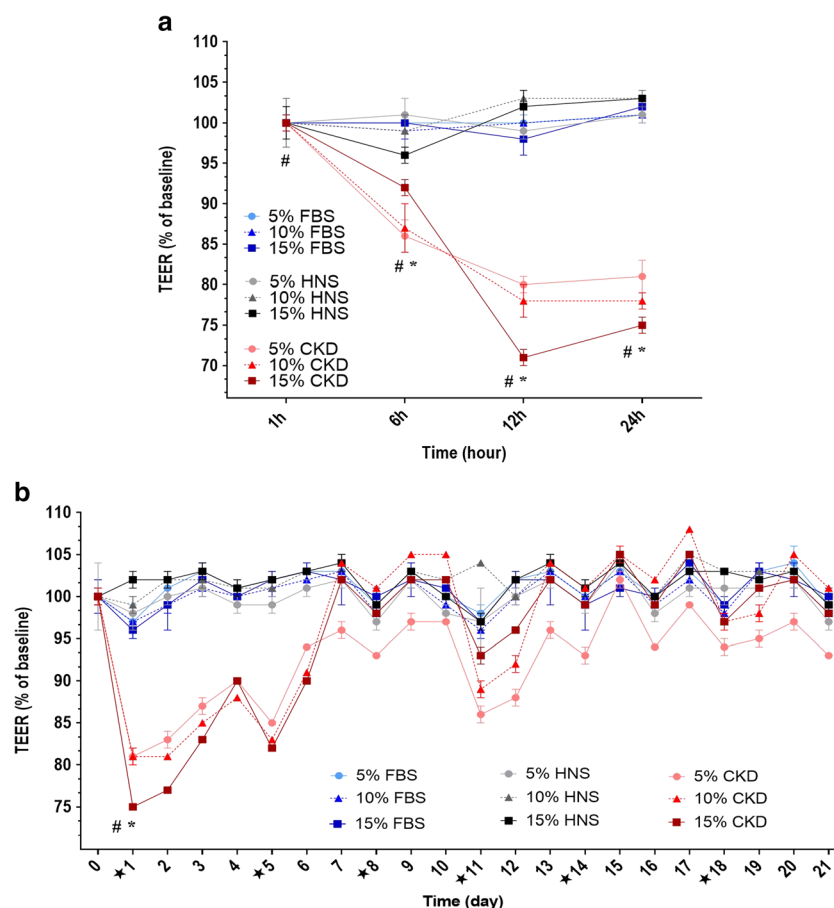 a
110
105
100
95
90
85
80
75
70
TEER (% of baseline)
#
# *
# *
# *
5% FBS
10% FBS
15% FBS
5% HNS
10% HNS
15% HNS
5% CKD
10% CKD
15% CKD
1h
6h
12h
24h
Time (hour)
b
110
105
100
95
90
85
80
75
TEER (% of baseline)
# *
5% FBS
10% FBS
15% FBS
5% HNS
10% HNS
15% HNS
5% CKD
10% CKD
15% CKD
0
★1
2
3
4
★5
6
7
★8
9
10
★11
12
13
★14
15
16
17
★18
19
20
21
Time (day)